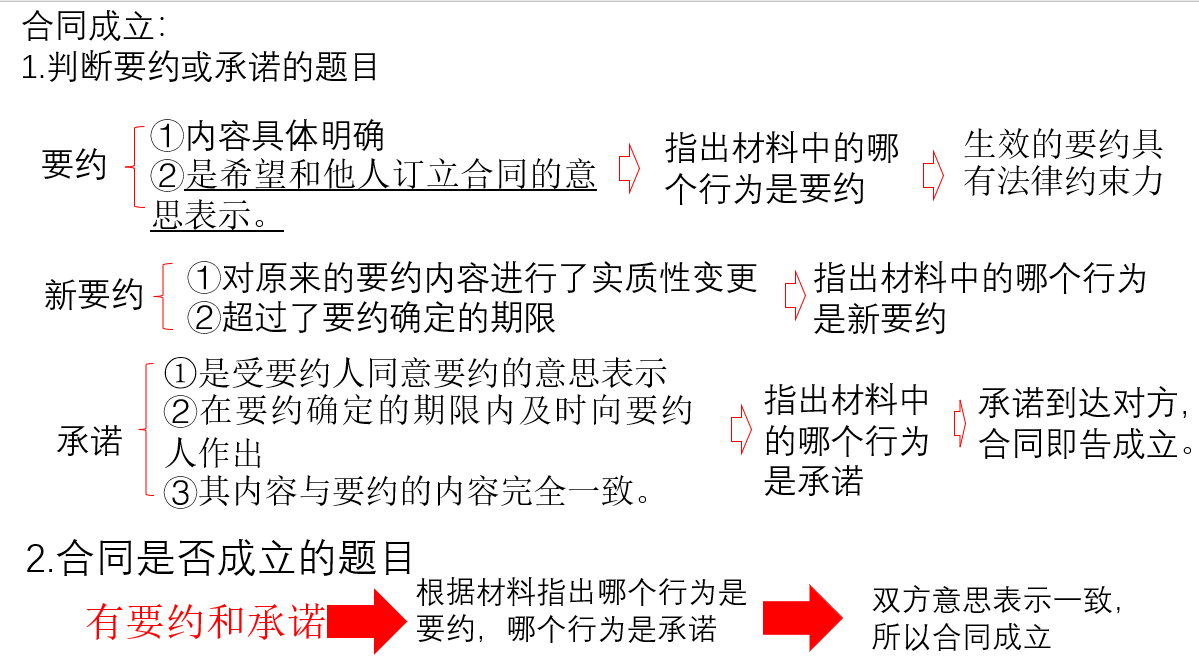 合同成立：
1.判断要约或承诺的题目
要约
①内容具体明确
②是希望和他人订立合同的意
思表示。
指出材料中的哪
个行为是要约
生效的要约具
有法律约束力
新要约
①对原来的要约内容进行了实质性变更
②超过了要约确定的期限
指出材料中的哪个行为
是新要约
承诺
①是受要约人同意要约的意思表示
②在要约确定的期限内及时向要约
人作出
③其内容与要约的内容完全一致。
指出材料中
的哪个行为
是承诺
承诺到达对方，
合同即告成立。
2.合同是否成立的题目
有要约和承诺
根据材料指出哪个行为是
要约，哪个行为是承诺
双方意思表示一致，
所以合同成立